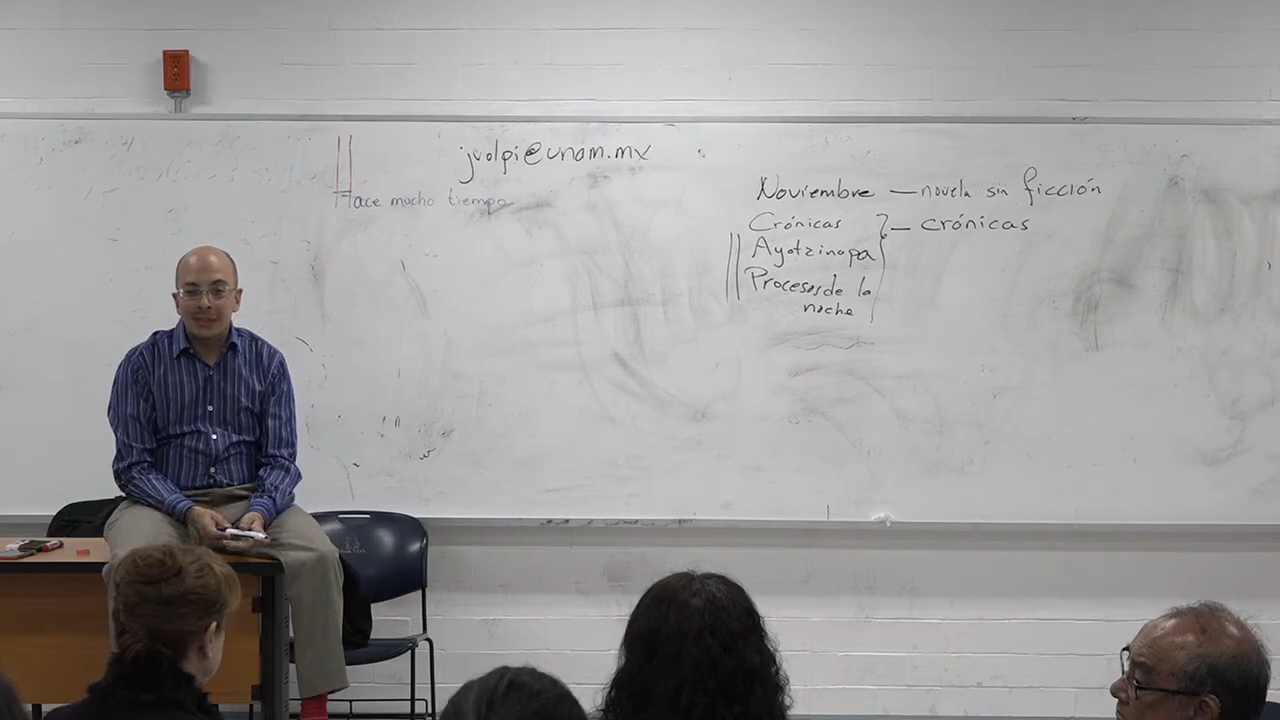 jvolpi@unam.mx
Hace mucho tiempo
Noviembre — novela sin ficción
Crónicas } — crónicas
Ayotzinapa
Procesos de la
noche